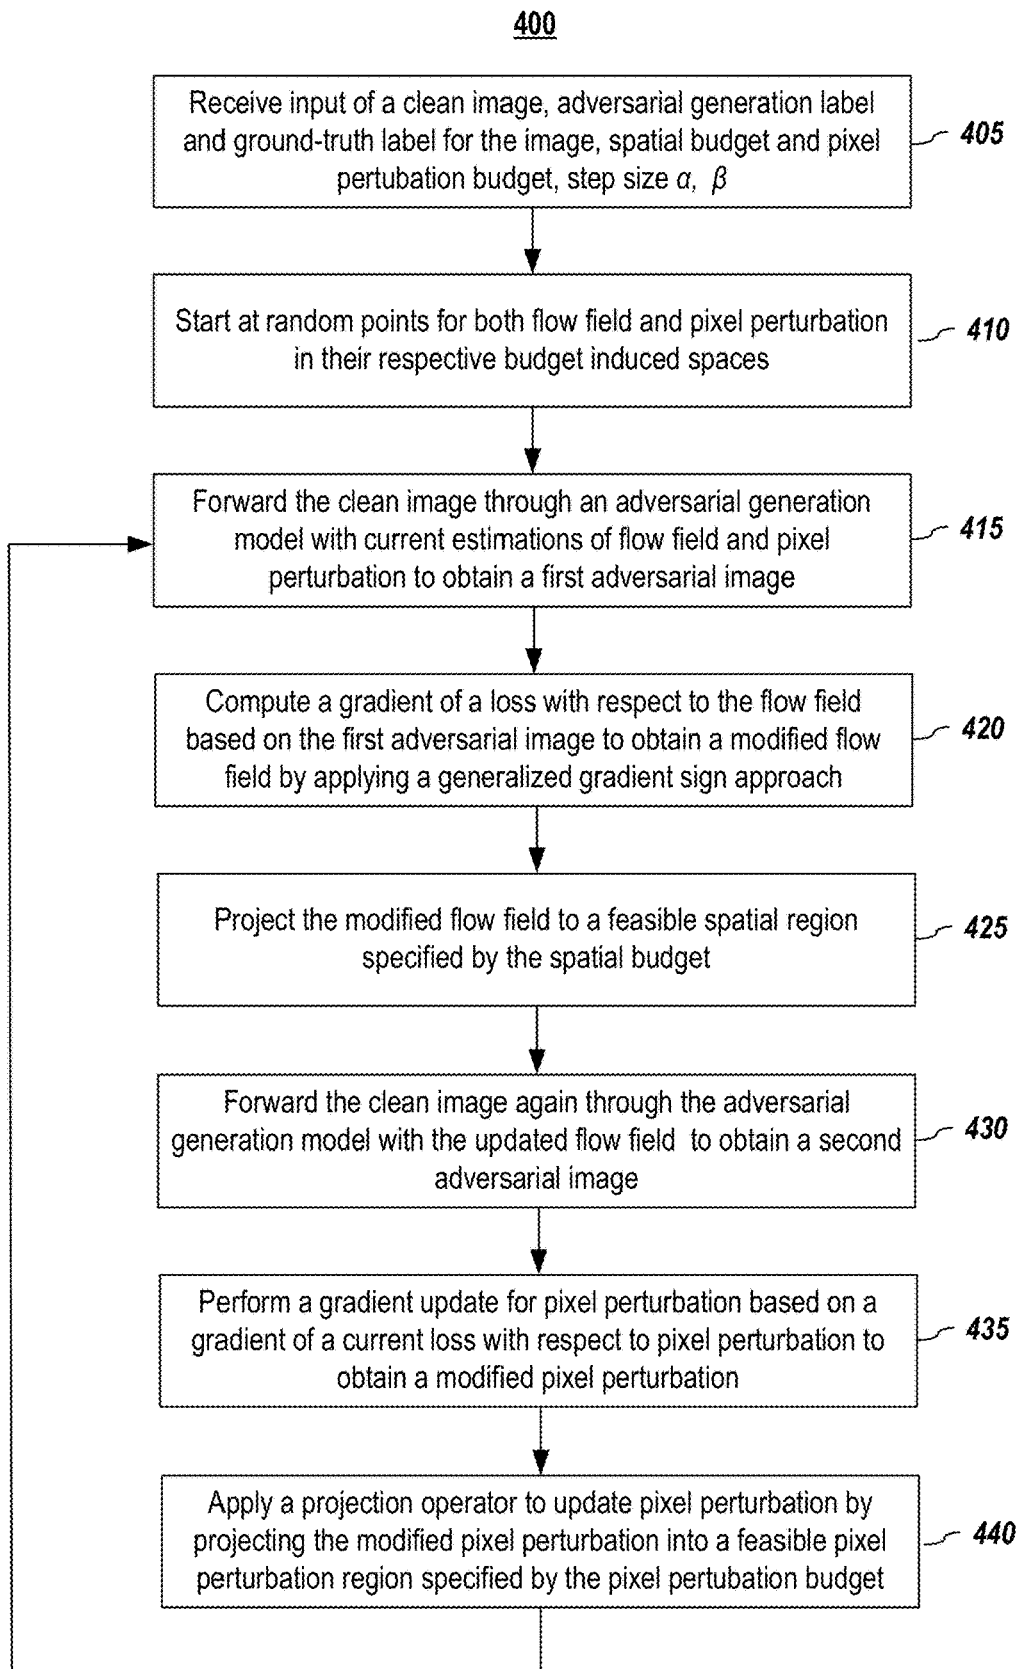 400
Receive input of a clean image, adversarial generation label
and ground-truth label for the image, spatial budget and pixel
pertubation budget, step size α, β
405
Start at random points for both flow field and pixel perturbation
in their respective budget induced spaces
410
Forward the clean image through an adversarial generation
model with current estimations of flow field and pixel
perturbation to obtain a first adversarial image
415
Compute a gradient of a loss with respect to the flow field
based on the first adversarial image to obtain a modified flow
field by applying a generalized gradient sign approach
420
Project the modified flow field to a feasible spatial region
specified by the spatial budget
425
Forward the clean image again through the adversarial
generation model with the updated flow field to obtain a second
adversarial image
430
Perform a gradient update for pixel perturbation based on a
gradient of a current loss with respect to pixel perturbation to
obtain a modified pixel perturbation
435
Apply a projection operator to update pixel perturbation by
projecting the modified pixel perturbation into a feasible pixel
perturbation region specified by the pixel pertubation budget
440